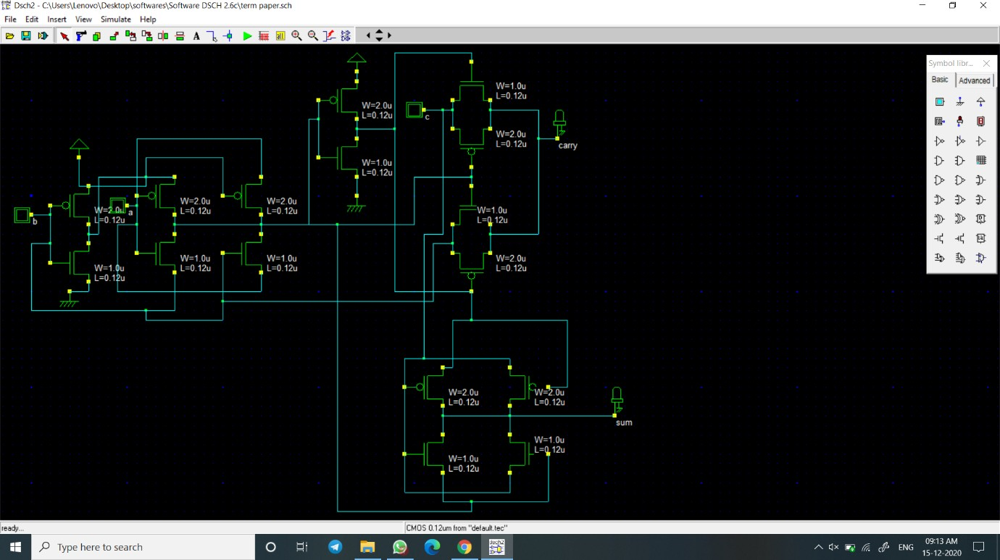 Dsch2 - C:\Users\Lenovo\Desktop\softwares\Software DSCH 2.6c\term paper.sch
File Edit Insert View Simulate Help
A
Symbol libr...
Basic Advanced
W=1.0u
L=0.12u
W=2.0u
L=0.12u
c
W=2.0u
L=0.12u
carry
W=1.0u
L=0.12u
W=2.0u
L=0.12u
a
W=2.0u
L=0.12u
W=2.0u
L=0.12u
b
W=1.0u
L=0.12u
W=1.0u
L=0.12u
W=1.0u
L=0.12u
W=1.0u
L=0.12u
W=2.0u
L=0.12u
W=2.0u
L=0.12u
W=2.0u
L=0.12u
sum
W=1.0u
L=0.12u
W=1.0u
L=0.12u
ready...
CMOS 0.12um from "default.tec"
Type here to search
dsch2
ENG
09:13 AM
15-12-2020